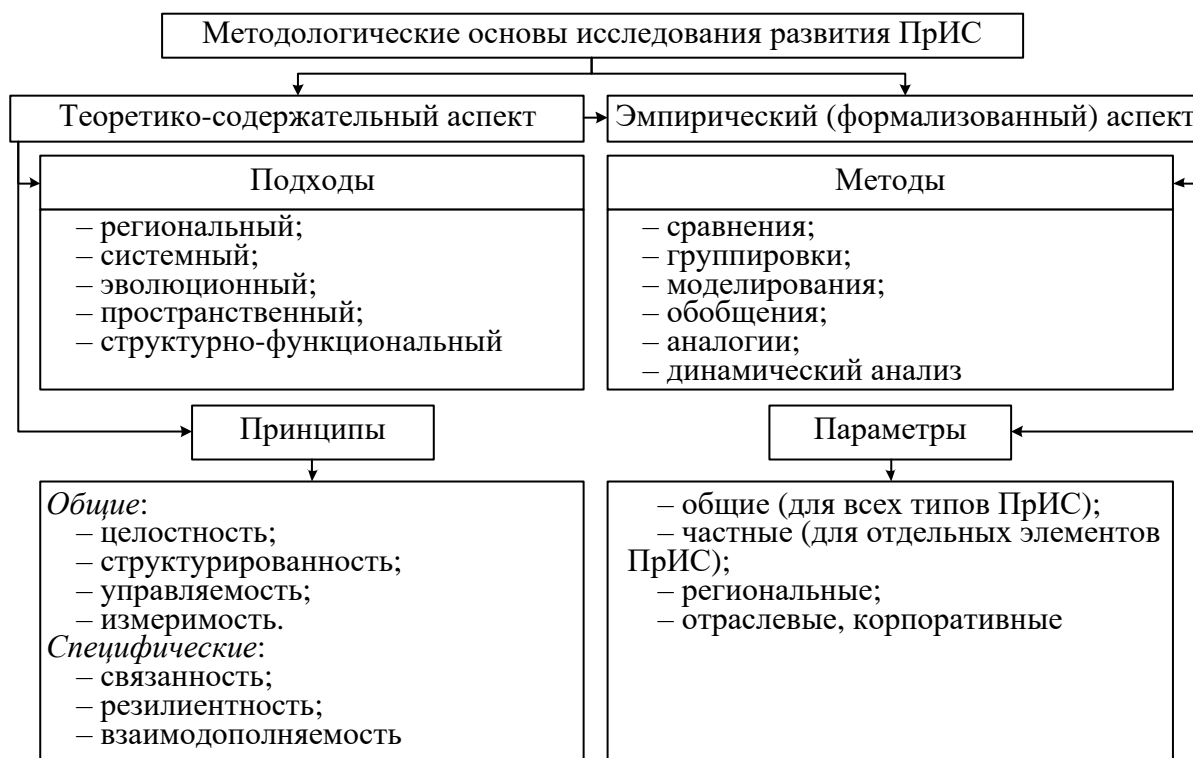 Методологические основы исследования развития ПрИС
Теоретико-содержательный аспект
Эмпирический (формализованный) аспект
Подходы
– региональный;
– системный;
– эволюционный;
– пространственный;
– структурно-функциональный
Методы
– сравнения;
– группировки;
– моделирования;
– обобщения;
– аналогии;
– динамический анализ
Принципы
Общие:
– целостность;
– структурированность;
– управляемость;
– измеримость.
Специфические:
– связанность;
– резилиентность;
– взаимодополняемость
Параметры
– общие (для всех типов ПрИС);
– частные (для отдельных элементов
ПрИС);
– региональные;
– отраслевые, корпоративные